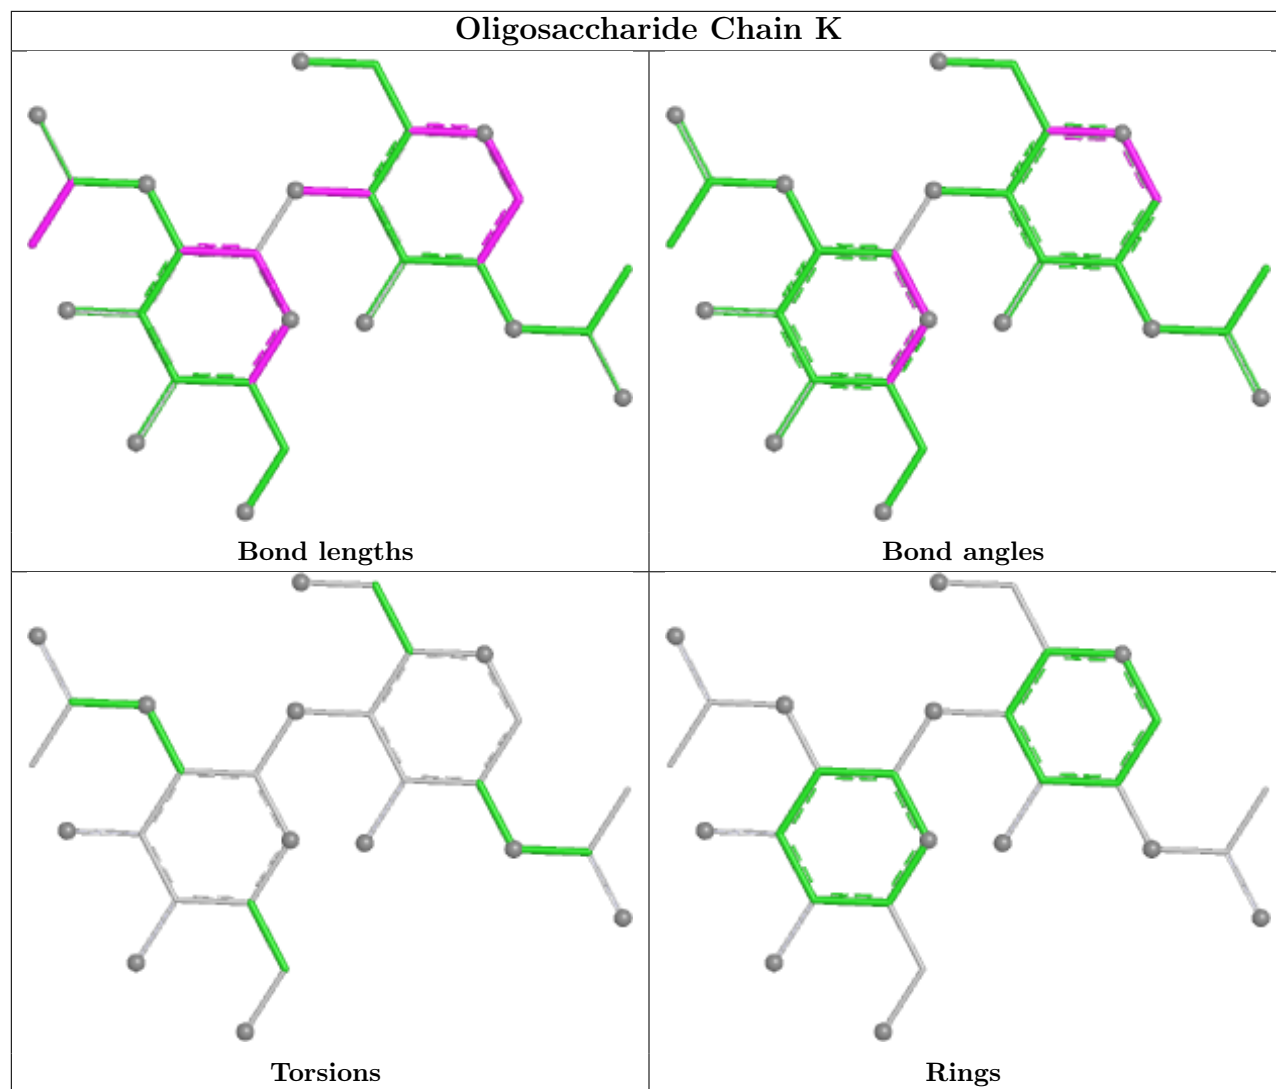 Oligosaccharide Chain K
Bond lengths
Bond angles
Torsions
Rings